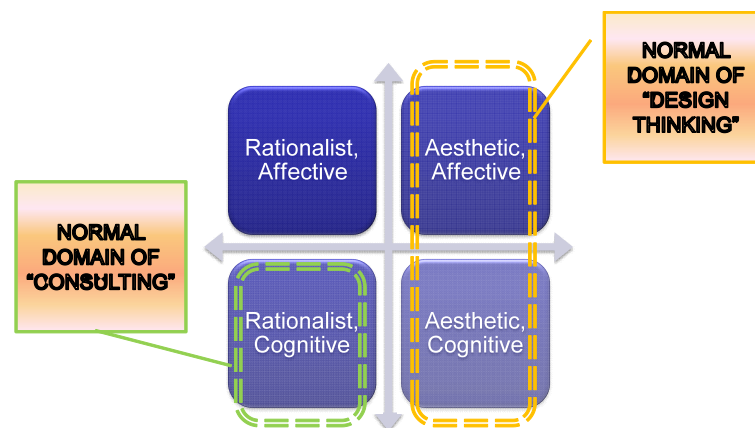 NORMAL
DOMAIN OF
“DESIGN
THINKING”
Rationalist,
Affective
Aesthetic,
Affective
NORMAL
DOMAIN OF
“CONSULTING”
Rationalist,
Cognitive
Aesthetic,
Cognitive